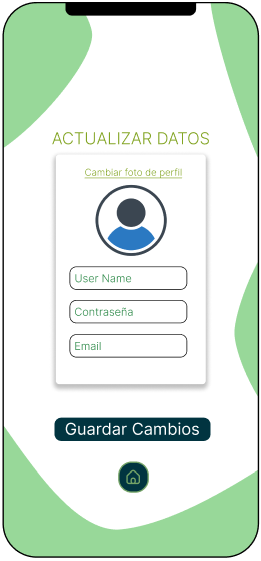 ACTUALIZAR DATOS
Cambiar foto de perfil
User Name
Contraseña
Email
Guardar Cambios